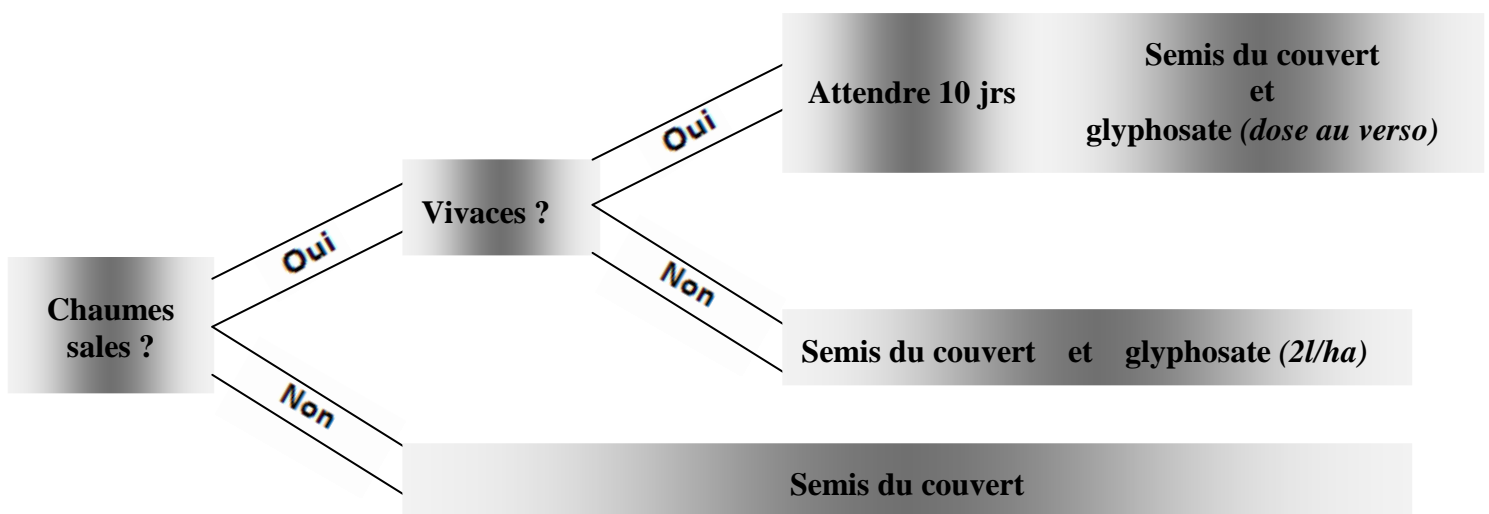 Semis du couvert
et
Attendre 10 jrs
glyphosate (dose au verso)
Oui
Vivaces ?
Oui
Non
Chaumes
sales ?
Semis du couvert et glyphosate (2l/ha)
Non
Semis du couvert